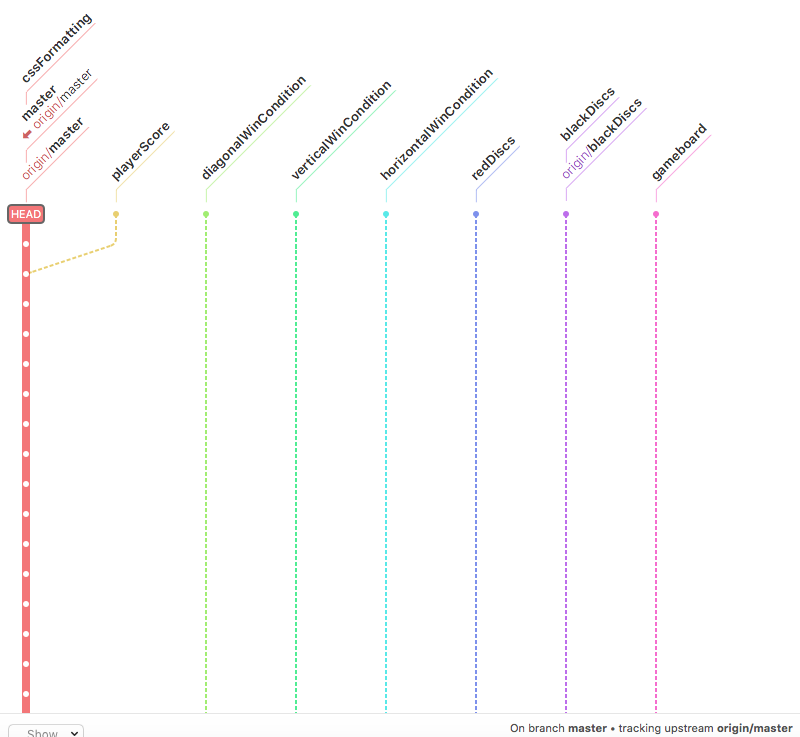 cssFormatting
master
origin/master
origin/master
playerScore
diagonalWinCondition
verticalWinCondition
horizontalWinCondition
redDiscs
blackDiscs
origin/blackDiscs
gameboard
HEAD
Show
On branch master • tracking upstream origin/master